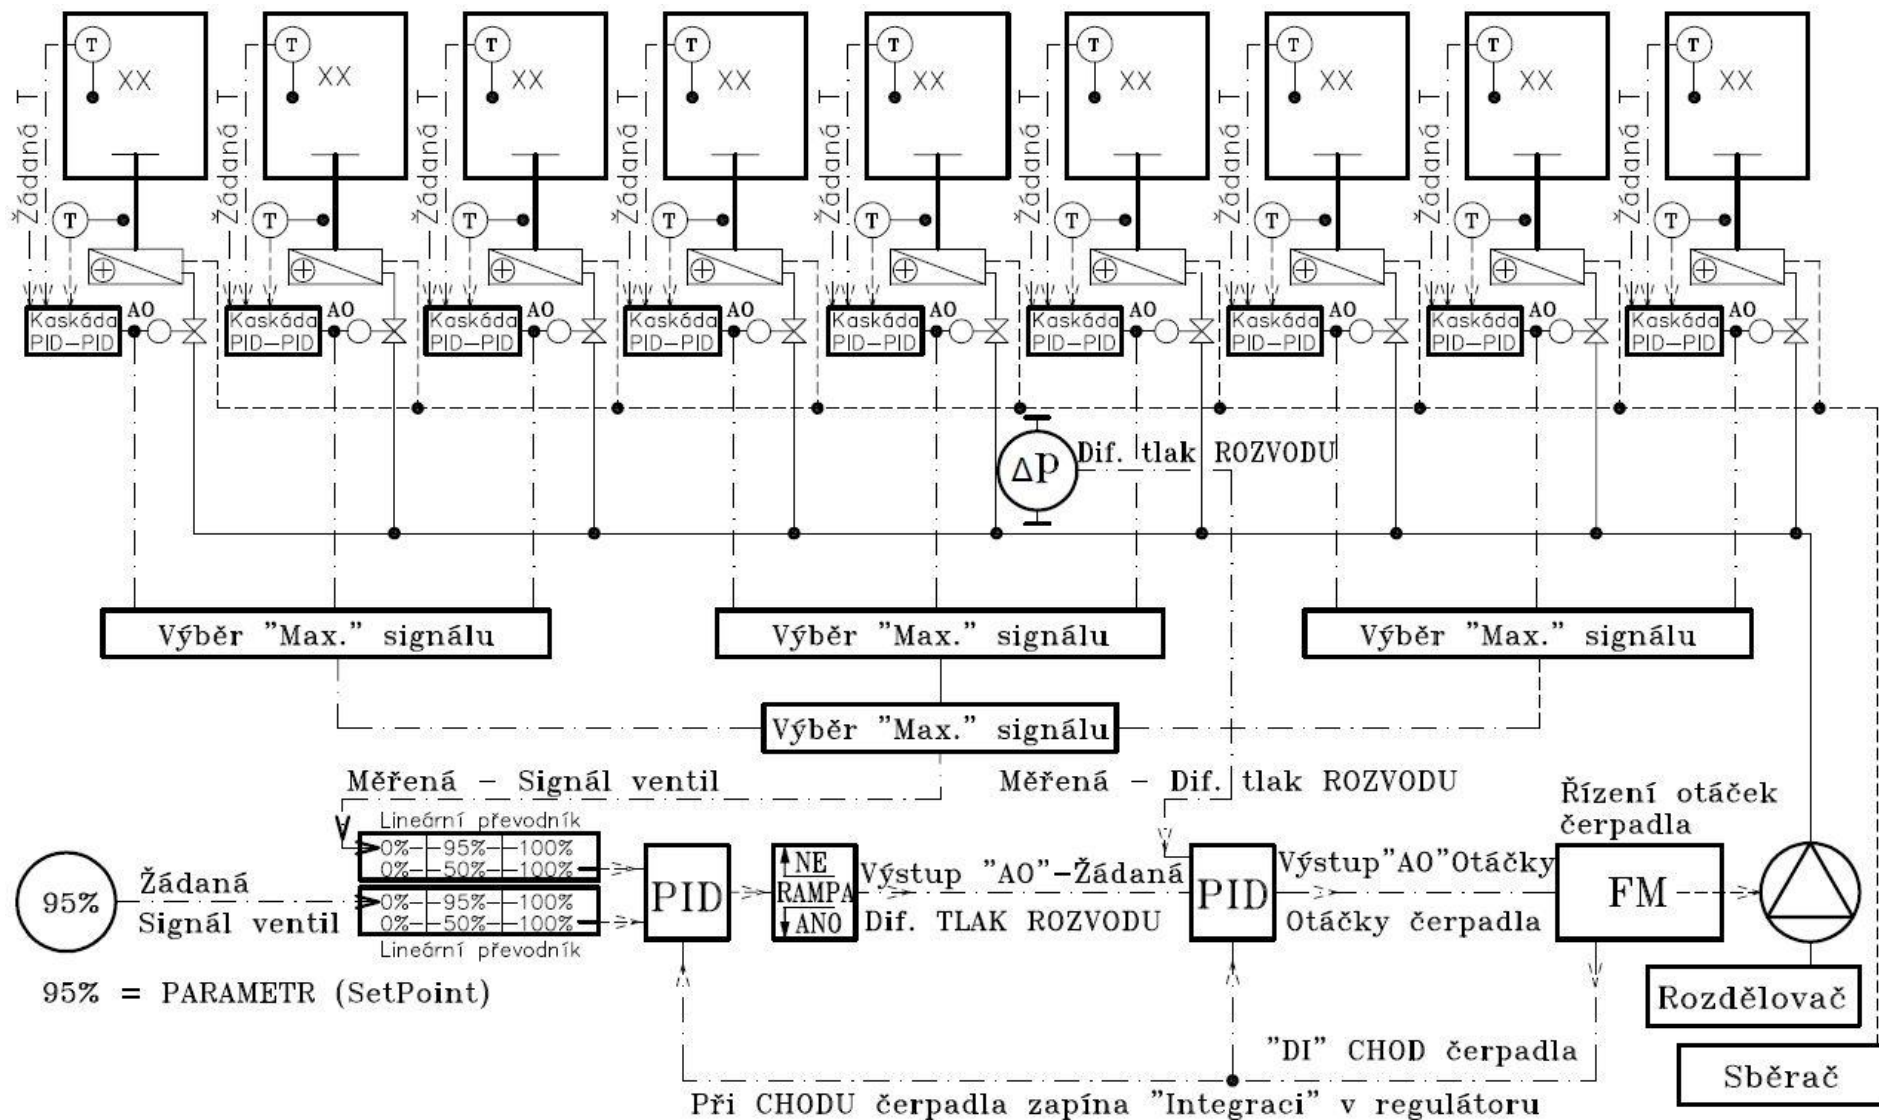 T T T T T T T T T
XX XX XX XX XX XX XX XX XX
Žádaná T Žádaná T Žádaná T Žádaná T Žádaná T Žádaná T Žádaná T Žádaná T Žádaná T
T T T T T T T T T
AO AO AO AO AO AO AO AO AO
Kaskáda Kaskáda Kaskáda Kaskáda Kaskáda Kaskáda Kaskáda Kaskáda Kaskáda
PID–PID PID–PID PID–PID PID–PID PID–PID PID–PID PID–PID PID–PID PID–PID
Δp Dif. tlak ROZVODU
Výběr "Max." signálu Výběr "Max." signálu Výběr "Max." signálu
Výběr "Max." signálu
Měřená – Signál ventil Měřená – Dif. tlak ROZVODU
Řízení otáček
čerpadla
Lineární převodník
0% 95% 100%
0% 50% 100%
0% 95% 100%
0% 50% 100%
Lineární převodník
95%
Žádaná
Signál ventil
PID
NE
RAMPA
ANO
Výstup "AO"-Žádaná
Dif. TLAK ROZVODU
PID
Výstup"AO"Otáčky
Otáčky čerpadla
FM
95% = PARAMETR (SetPoint)
Rozdělovač
"DI" CHOD čerpadla
Sběrač
Při CHODU čerpadla zapína "Integraci" v regulátoru